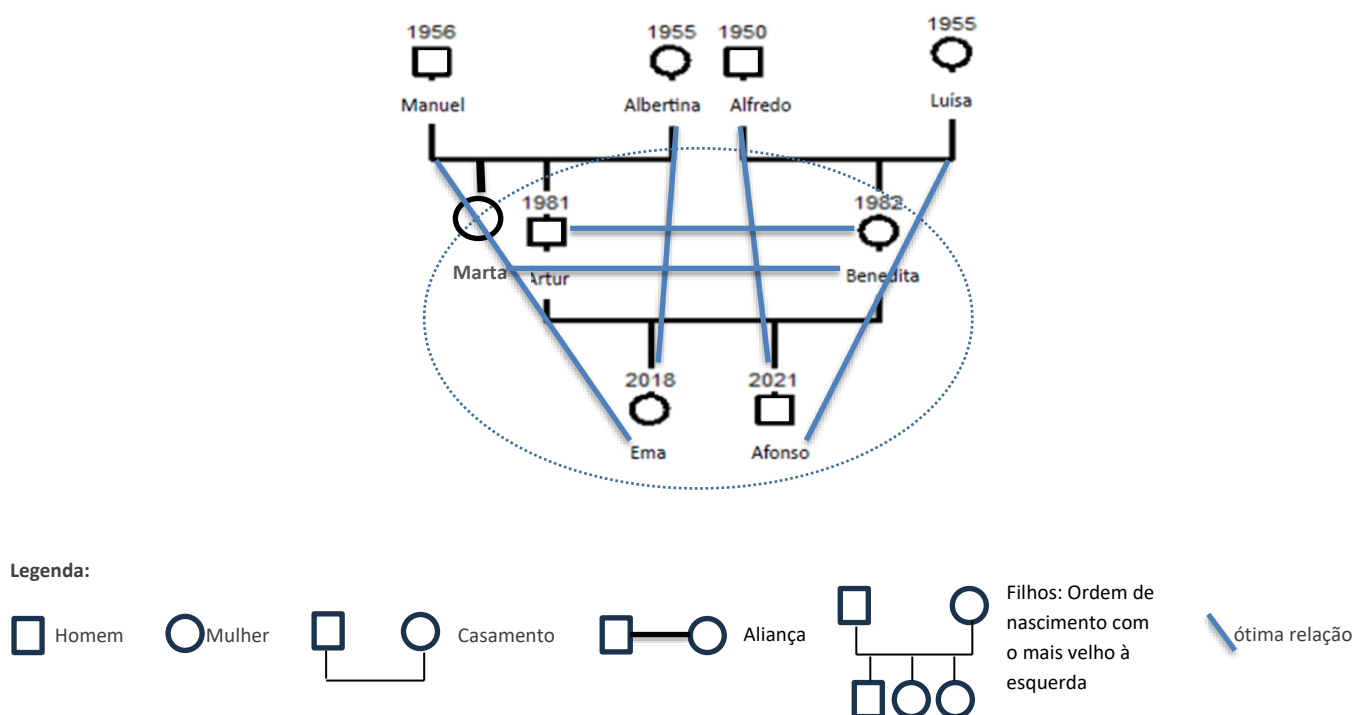 1956 1955 1950 1955
Manuel Albertina Alfredo Luísa
1981 1982
Marta Artur Benedita
2018 2021
Ema Afonso
Legenda:
Homem Mulher Casamento Aliança
Filhos: Ordem de
nascimento com
o mais velho à
esquerda
ótima relação